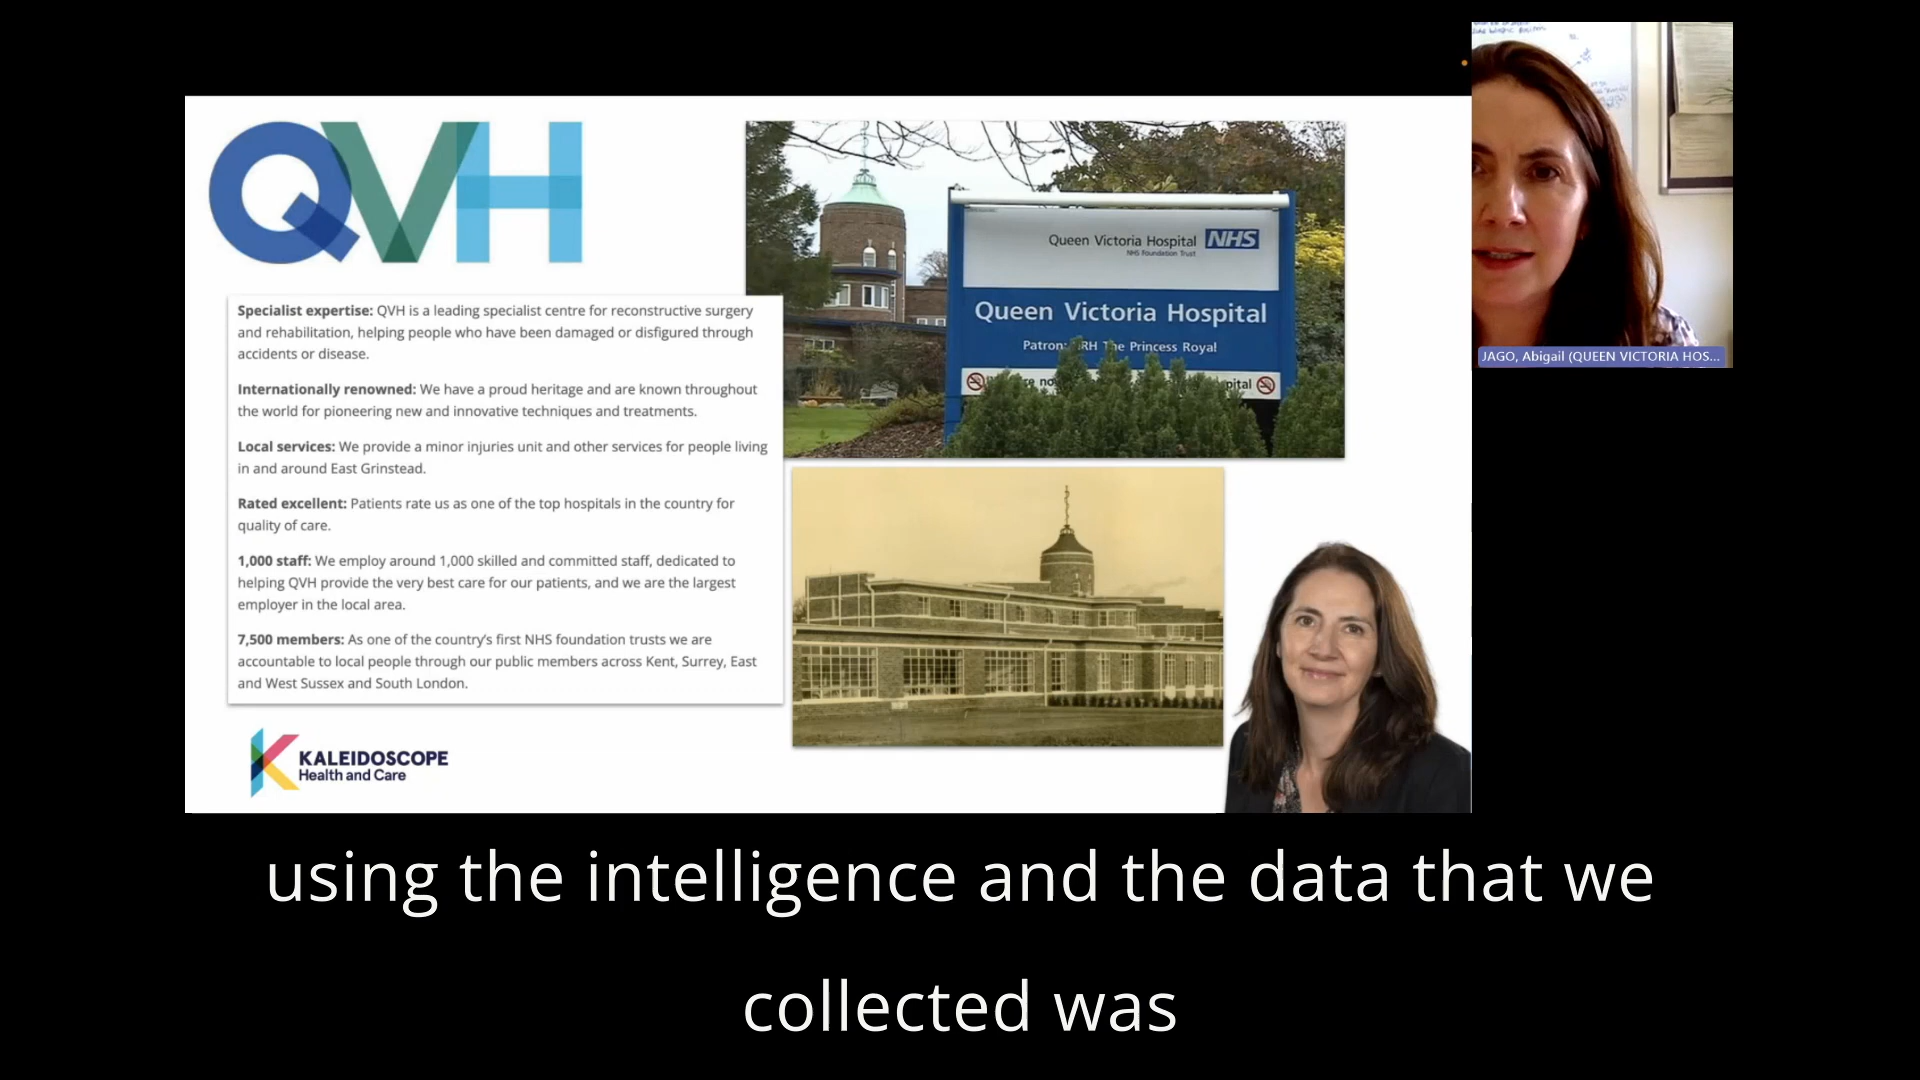 QVH
Specialist expertise: QVH is a leading specialist centre for reconstructive surgery
and rehabilitation, helping people who have been damaged or disfigured through
accidents or disease.
Internationally renowned: We have a proud heritage and are known throughout
the world for pioneering new and innovative techniques and treatments.
Local services: We provide a minor injuries unit and other services for people living
in and around East Grinstead.
Rated excellent: Patients rate us as one of the top hospitals in the country for
quality of care.
1,000 staff: We employ around 1,000 skilled and committed staff, dedicated to
helping QVH provide the very best care for our patients, and we are the largest
employer in the local area.
7,500 members: As one of the country's first NHS foundation trusts we are
accountable to local people through our public members across Kent, Surrey, East
and West Sussex and South London.
KALEIDOSCOPE
Health and Care
Queen Victoria Hospital NHS
NHS Foundation Trust
Queen Victoria Hospital
Patron: HRH The Princess Royal
JAGO, Abigail (QUEEN VICTORIA HOS...
using the intelligence and the data that we
collected was